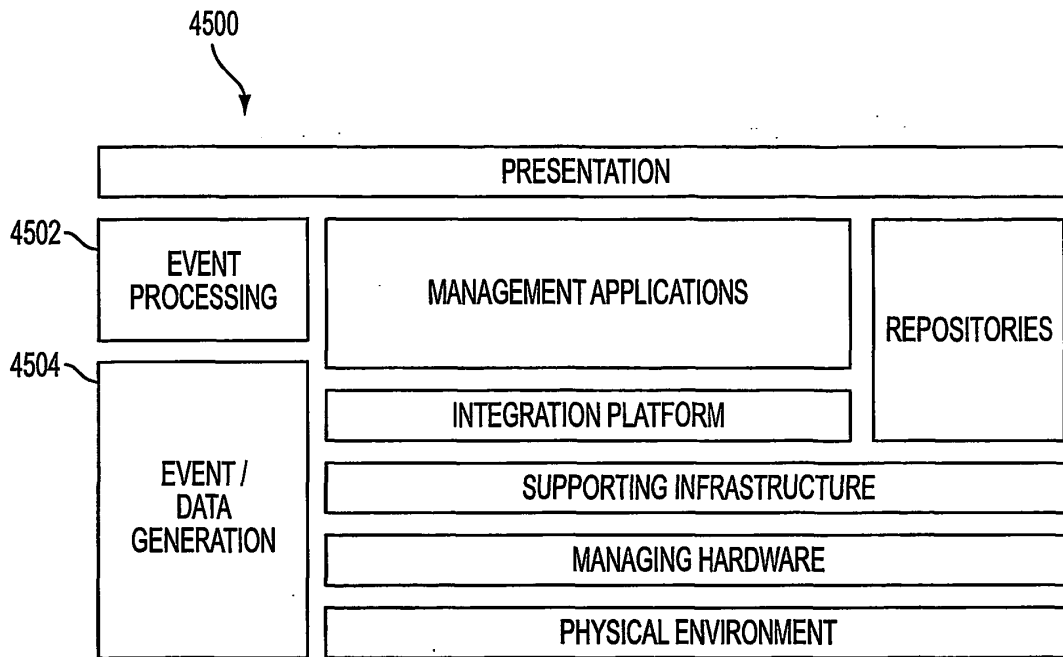 4500
PRESENTATION
4502
EVENT
PROCESSING
MANAGEMENT APPLICATIONS
REPOSITORIES
4504
EVENT /
DATA
GENERATION
INTEGRATION PLATFORM
SUPPORTING INFRASTRUCTURE
MANAGING HARDWARE
PHYSICAL ENVIRONMENT